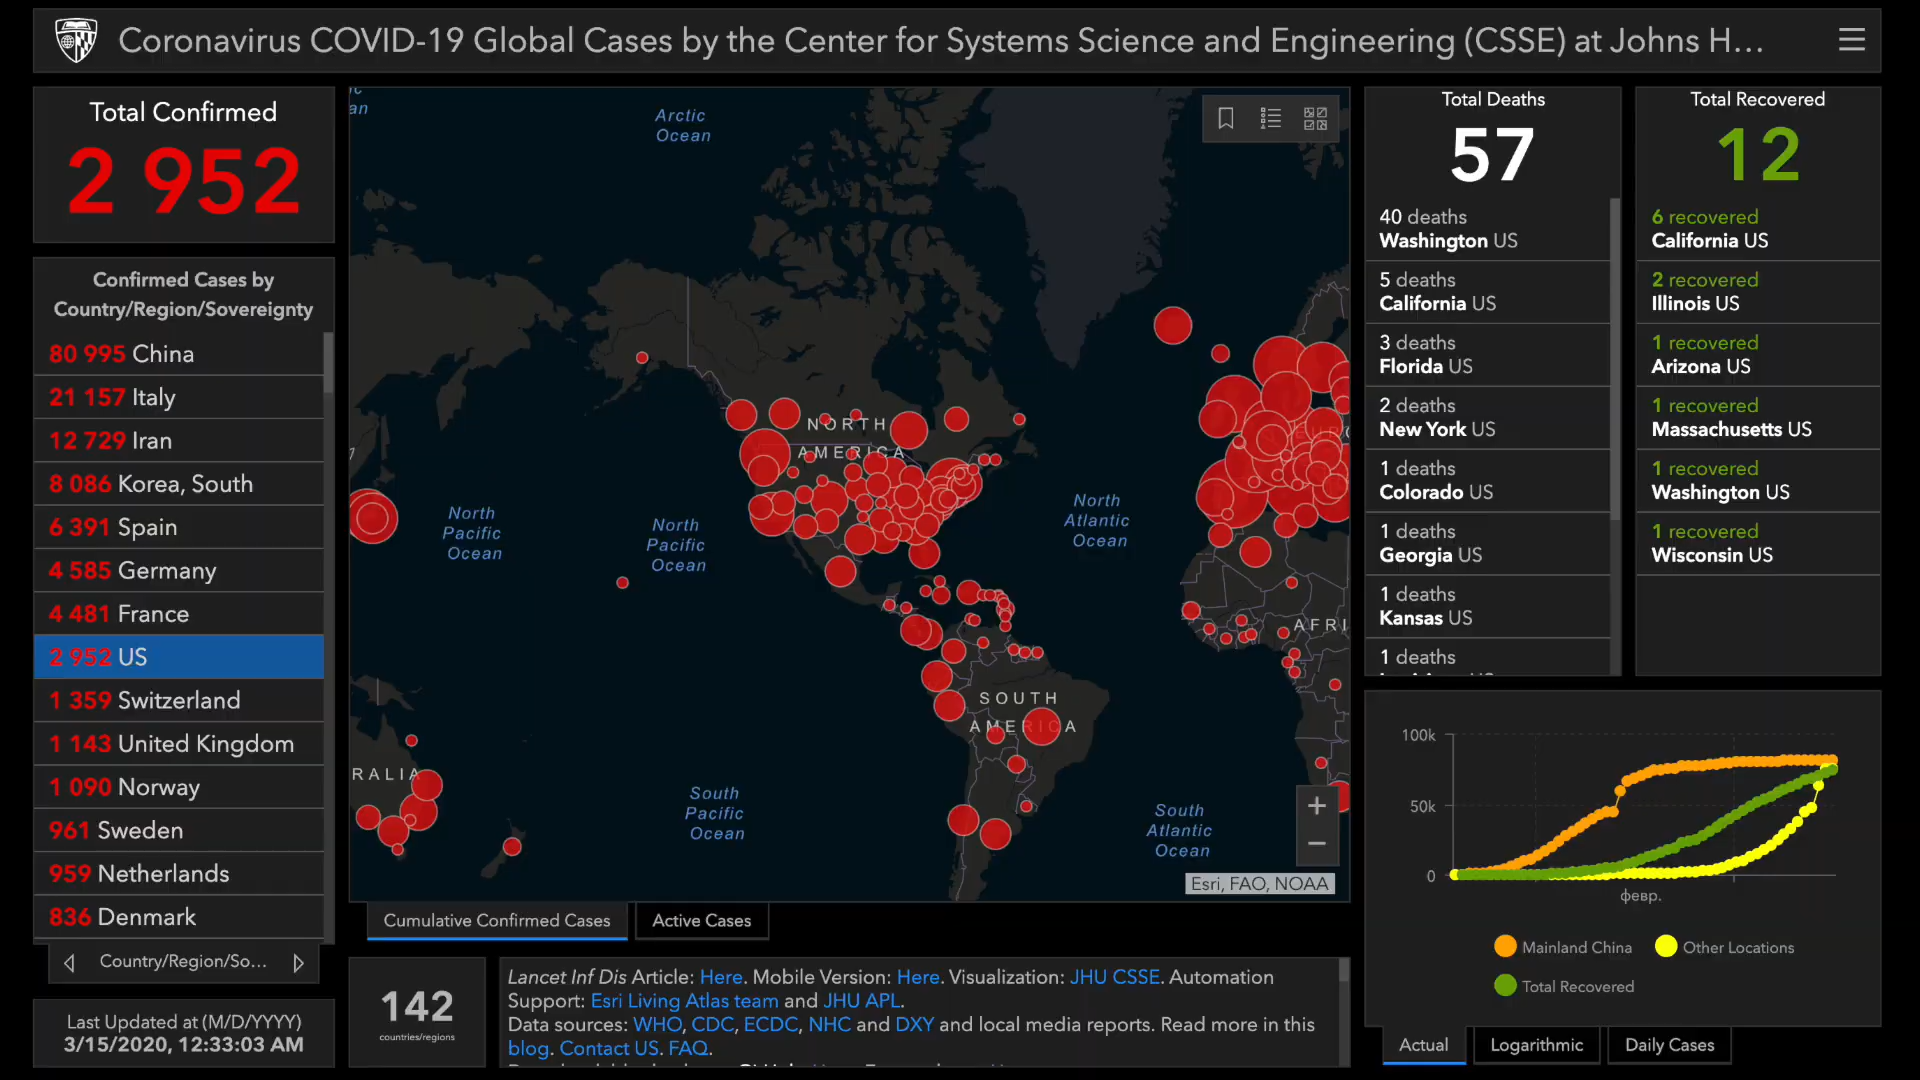 Coronavirus COVID-19 Global Cases by the Center for Systems Science and Engineering (CSSE) at Johns H...
Total Confirmed
2 952
Confirmed Cases by
Country/Region/Sovereignty
80 995 China
21 157 Italy
12 729 Iran
8 086 Korea, South
6 391 Spain
4 585 Germany
4 481 France
2 952 US
1 359 Switzerland
1 143 United Kingdom
1 090 Norway
961 Sweden
959 Netherlands
836 Denmark
Country/Region/So...
Last Updated at (M/D/YYYY)
3/15/2020, 12:33:03 AM
an
Arctic
Ocean
NORTH
AMERICA
North
Pacific
Ocean
North
Pacific
Ocean
North
Atlantic
Ocean
AFRI
SOUTH
AMERICA
RALIA
South
Pacific
Ocean
South
Atlantic
Ocean
+
−
Esri, FAO, NOAA
Cumulative Confirmed Cases
Active Cases
142
countries/regions
Lancet Inf Dis Article: Here. Mobile Version: Here. Visualization: JHU CSSE. Automation
Support: Esri Living Atlas team and JHU APL.
Data sources: WHO, CDC, ECDC, NHC and DXY and local media reports. Read more in this
blog. Contact US. FAQ.
Total Deaths
57
40 deaths
Washington US
5 deaths
California US
3 deaths
Florida US
2 deaths
New York US
1 deaths
Colorado US
1 deaths
Georgia US
1 deaths
Kansas US
1 deaths
Total Recovered
12
6 recovered
California US
2 recovered
Illinois US
1 recovered
Arizona US
1 recovered
Massachusetts US
1 recovered
Washington US
1 recovered
Wisconsin US
100k
50k
0
февр.
Mainland China
Other Locations
Total Recovered
Actual
Logarithmic
Daily Cases